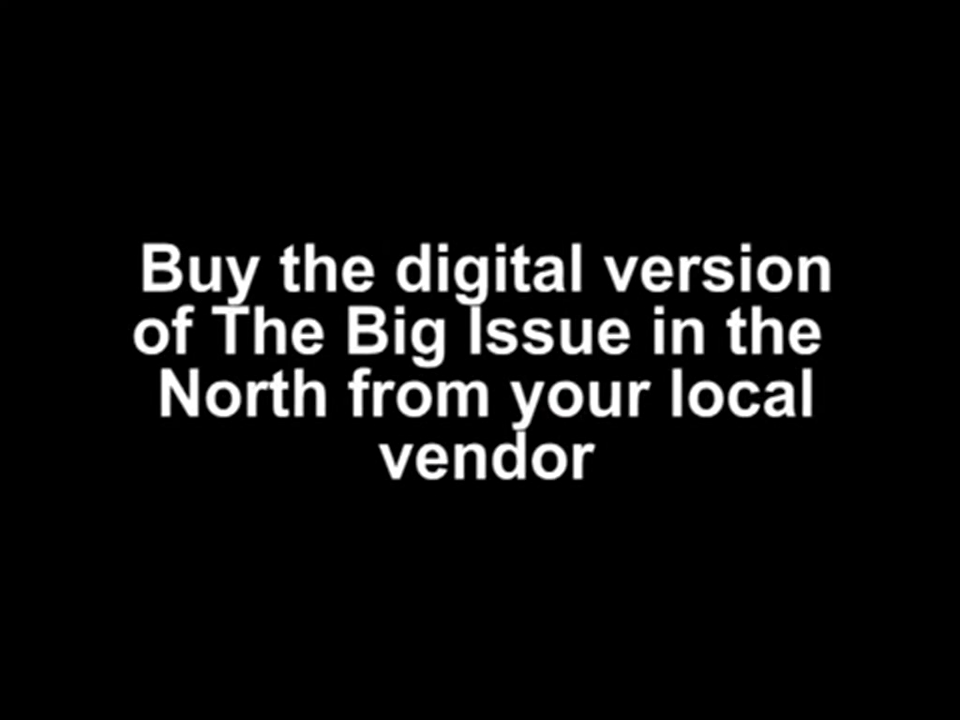 Buy the digital version
of The Big Issue in the
North from your local
vendor